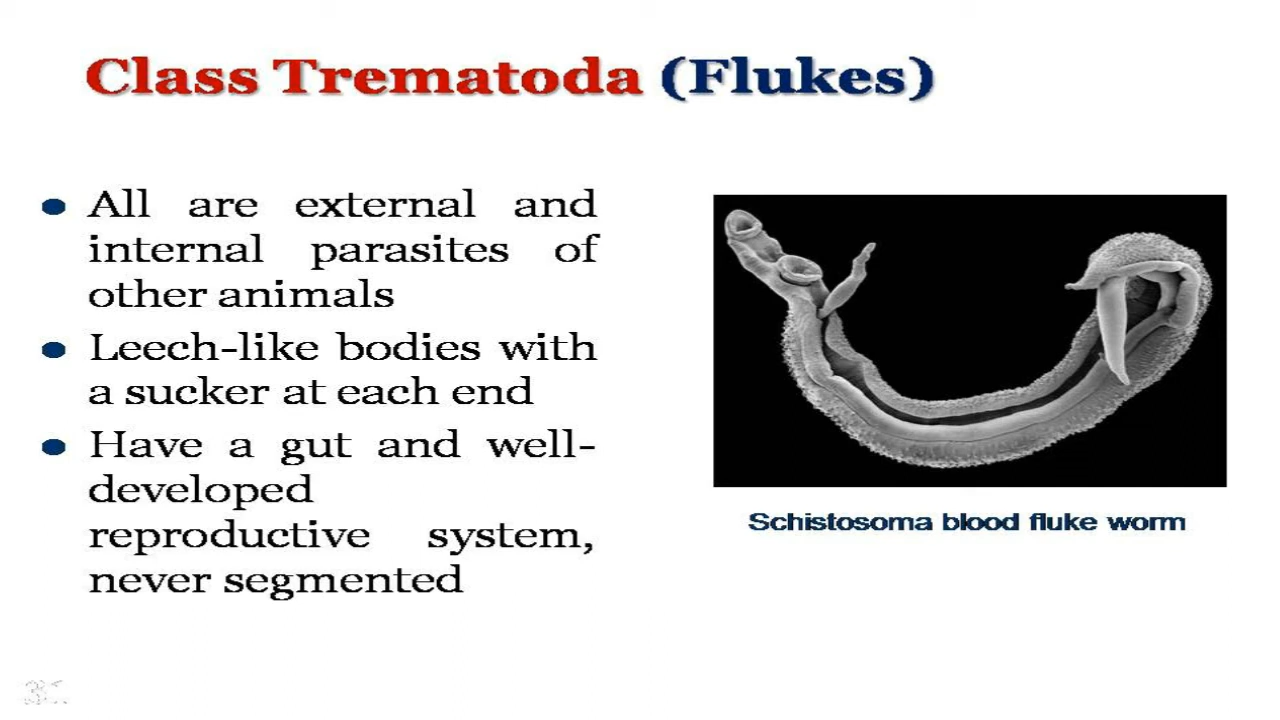 Class Trematoda (Flukes)
• All are external and
internal parasites of
other animals
• Leech-like bodies with
a sucker at each end
• Have a gut and well-
developed
reproductive system,
never segmented
Schistosoma blood fluke worm